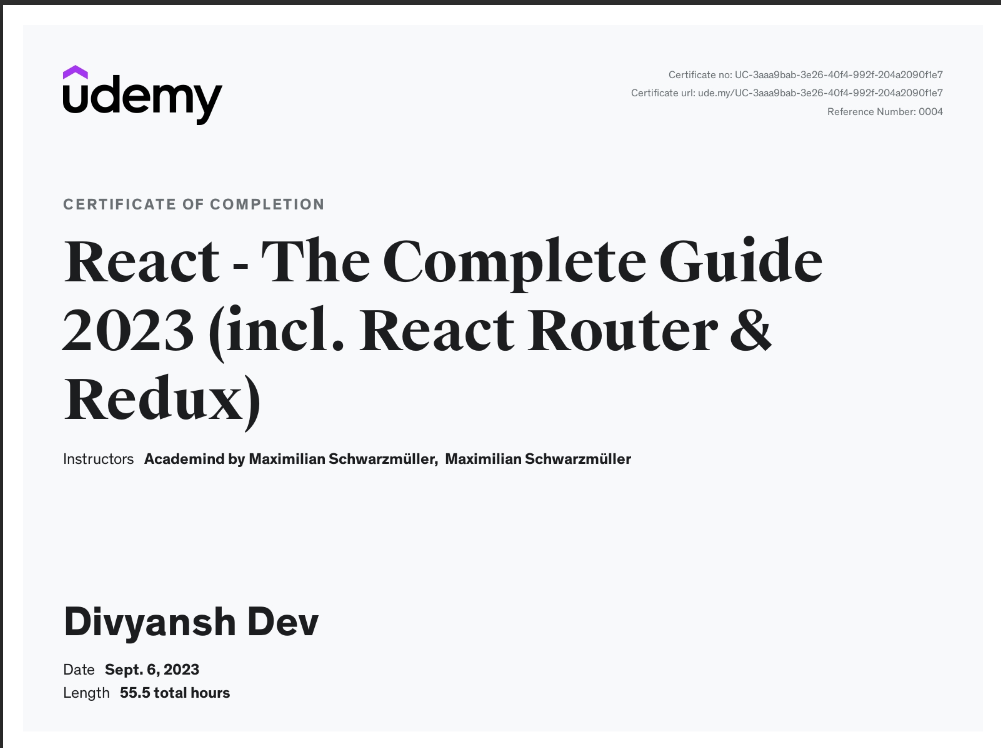 udemy
Certificate no: UC-3aaa9bab-3e26-40f4-992f-204a2090f1e7
Certificate url: ude.my/UC-3aaa9bab-3e26-40f4-992f-204a2090f1e7
Reference Number: 0004
CERTIFICATE OF COMPLETION
React - The Complete Guide
2023 (incl. React Router &
Redux)
Instructors Academind by Maximilian Schwarzmüller, Maximilian Schwarzmüller
Divyansh Dev
Date Sept. 6, 2023
Length 55.5 total hours